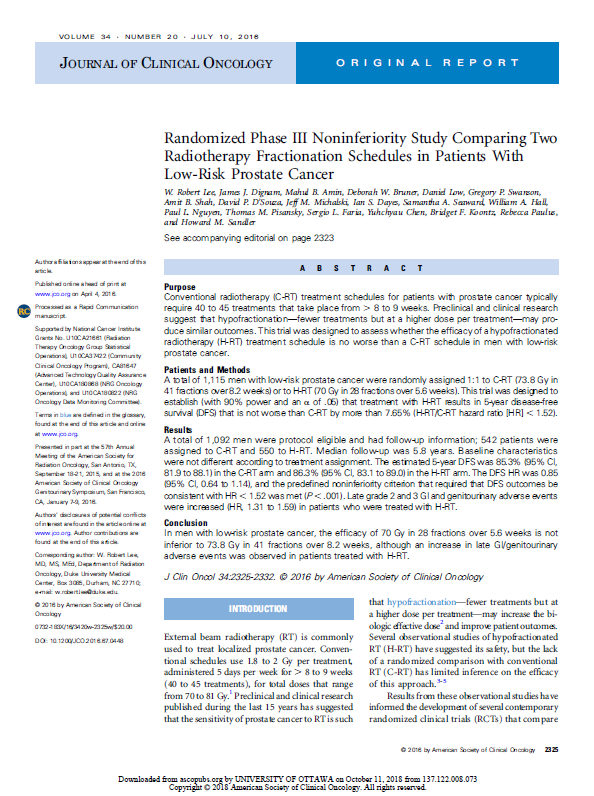 VOLUME 34 · NUMBER 20 · JULY 10, 2016
JOURNAL OF CLINICAL ONCOLOGY
ORIGINAL REPORT
Randomized Phase III Noninferiority Study Comparing Two
Radiotherapy Fractionation Schedules in Patients With
Low-Risk Prostate Cancer
W. Robert Lee, James J. Dignam, Mahul B. Amin, Deborah W. Bruner, Daniel Low, Gregory P. Swanson,
Amit B. Shah, David P. D'Souza, Jeff M. Michalski, Ian S. Dayes, Samantha A. Seaward, William A. Hall,
Paul L. Nguyen, Thomas M. Pisansky, Sergio L. Faria, Yuhchyau Chen, Bridget F. Koontz, Rebecca Paulus,
and Howard M. Sandler
See accompanying editorial on page 2323
Author affiliations appear at the end of this
article.
Published online ahead of print at
www.jco.org on April 4, 2016.
RC
Processed as a Rapid Communication
manuscript.
Supported by National Cancer Institute
Grants No. U10CA21661 (Radiation
Therapy Oncology Group Statistical
Operations), U10CA37422 (Community
Clinical Oncology Program), CA81647
(Advanced Technology Quality Assurance
Center), U10CA180868 (NRG Oncology
Operations), and U10CA180822 (NRG
Oncology Data Monitoring Committee).
Terms in blue are defined in the glossary,
found at the end of this article and online
at www.jco.org.
Presented in part at the 57th Annual
Meeting of the American Society for
Radiation Oncology, San Antonio, TX,
September 18-21, 2015, and at the 2016
American Society of Clinical Oncology
Genitourinary Symposium, San Francisco,
CA, January 7-9, 2016.
Authors' disclosures of potential conflicts
of interest are found in the article online at
www.jco.org. Author contributions are
found at the end of this article.
Corresponding author: W. Robert Lee,
MD, MS, MEd, Department of Radiation
Oncology, Duke University Medical
Center, Box 3085, Durham, NC 27710;
e-mail: w.robert.lee@duke.edu.
© 2016 by American Society of Clinical
Oncology
0732-183X/16/3420w-2325w/$20.00
DOI: 10.1200/JCO.2016.67.0448
ABSTRACT
Purpose
Conventional radiotherapy (C-RT) treatment schedules for patients with prostate cancer typically
require 40 to 45 treatments that take place from > 8 to 9 weeks. Preclinical and clinical research
suggest that hypofractionation—fewer treatments but at a higher dose per treatment—may pro-
duce similar outcomes. This trial was designed to assess whether the efficacy of a hypofractionated
radiotherapy (H-RT) treatment schedule is no worse than a C-RT schedule in men with low-risk
prostate cancer.
Patients and Methods
A total of 1,115 men with low-risk prostate cancer were randomly assigned 1:1 to C-RT (73.8 Gy in
41 fractions over 8.2 weeks) or to H-RT (70 Gy in 28 fractions over 5.6 weeks). This trial was designed to
establish (with 90% power and an α of .05) that treatment with H-RT results in 5-year disease-free
survival (DFS) that is not worse than C-RT by more than 7.65% (H-RT/C-RT hazard ratio [HR] < 1.52).
Results
A total of 1,092 men were protocol eligible and had follow-up information; 542 patients were
assigned to C-RT and 550 to H-RT. Median follow-up was 5.8 years. Baseline characteristics
were not different according to treatment assignment. The estimated 5-year DFS was 85.3% (95% CI,
81.9 to 88.1) in the C-RT arm and 86.3% (95% CI, 83.1 to 89.0) in the H-RT arm. The DFS HR was 0.85
(95% CI, 0.64 to 1.14), and the predefined noninferiority criterion that required that DFS outcomes be
consistent with HR < 1.52 was met (P < .001). Late grade 2 and 3 GI and genitourinary adverse events
were increased (HR, 1.31 to 1.59) in patients who were treated with H-RT.
Conclusion
In men with low-risk prostate cancer, the efficacy of 70 Gy in 28 fractions over 5.6 weeks is not
inferior to 73.8 Gy in 41 fractions over 8.2 weeks, although an increase in late GI/genitourinary
adverse events was observed in patients treated with H-RT.
J Clin Oncol 34:2325-2332. © 2016 by American Society of Clinical Oncology
INTRODUCTION
External beam radiotherapy (RT) is commonly
used to treat localized prostate cancer. Conven-
tional schedules use 1.8 to 2 Gy per treatment,
administered 5 days per week for > 8 to 9 weeks
(40 to 45 treatments), for total doses that range
from 70 to 81 Gy.1 Preclinical and clinical research
published during the last 15 years has suggested
that the sensitivity of prostate cancer to RT is such
that hypofractionation—fewer treatments but at
a higher dose per treatment—may increase the bi-
ologic effective dose2 and improve patient outcomes.
Several observational studies of hypofractionated
RT (H-RT) have suggested its safety, but the lack
of a randomized comparison with conventional
RT (C-RT) has limited inference on the efficacy
of this approach.3-5
Results from these observational studies have
informed the development of several contemporary
randomized clinical trials (RCTs) that compare
© 2016 by American Society of Clinical Oncology 2325
Downloaded from ascopubs.org by UNIVERSITY OF OTTAWA on October 11, 2018 from 137.122.008.073
Copyright © 2018 American Society of Clinical Oncology. All rights reserved.